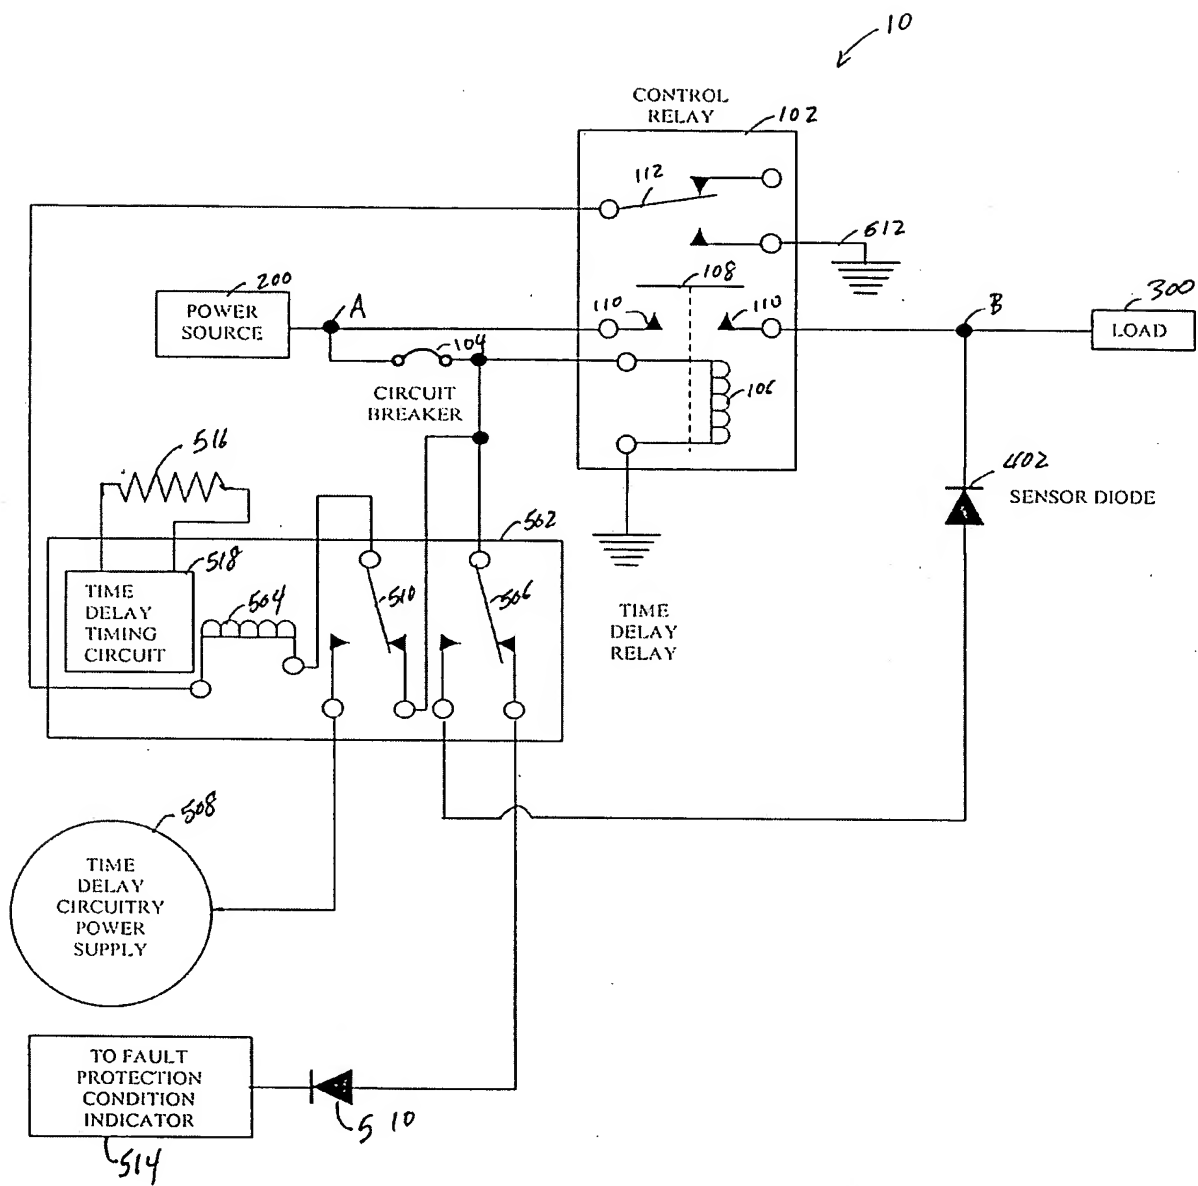 10
CONTROL
RELAY
102
112
612
200
POWER
SOURCE
A
108
110
110
B
300
LOAD
104
CIRCUIT
BREAKER
106
516
402
SENSOR DIODE
502
518
TIME
DELAY
TIMING
CIRCUIT
504
510
506
TIME
DELAY
RELAY
508
TIME
DELAY
CIRCUITRY
POWER
SUPPLY
TO FAULT
PROTECTION
CONDITION
INDICATOR
510
514